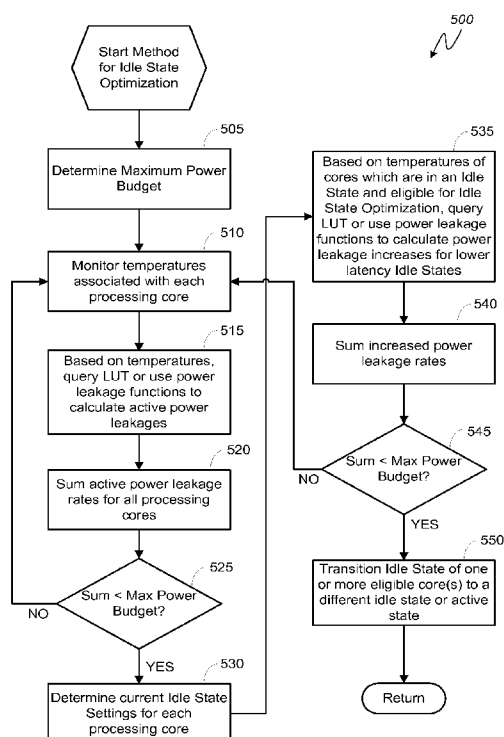 500
Start Method
for Idle State
Optimization
505
Determine Maximum Power
Budget
510
Monitor temperatures
associated with each
processing core
515
Based on temperatures,
query LUT or use power
leakage functions to
calculate active power
leakages
520
Sum active power leakage
rates for all processing
cores
525
Sum < Max Power
Budget?
NO
YES
530
Determine current Idle State
Settings for each
processing core
535
Based on temperatures of
cores which are in an Idle
State and eligible for Idle
State Optimization, query
LUT or use power leakage
functions to calculate power
leakage increases for lower
latency Idle States
540
Sum increased power
leakage rates
545
Sum < Max Power
Budget?
NO
YES
550
Transition Idle State of one
or more eligible core(s) to a
different idle state or active
state
Return